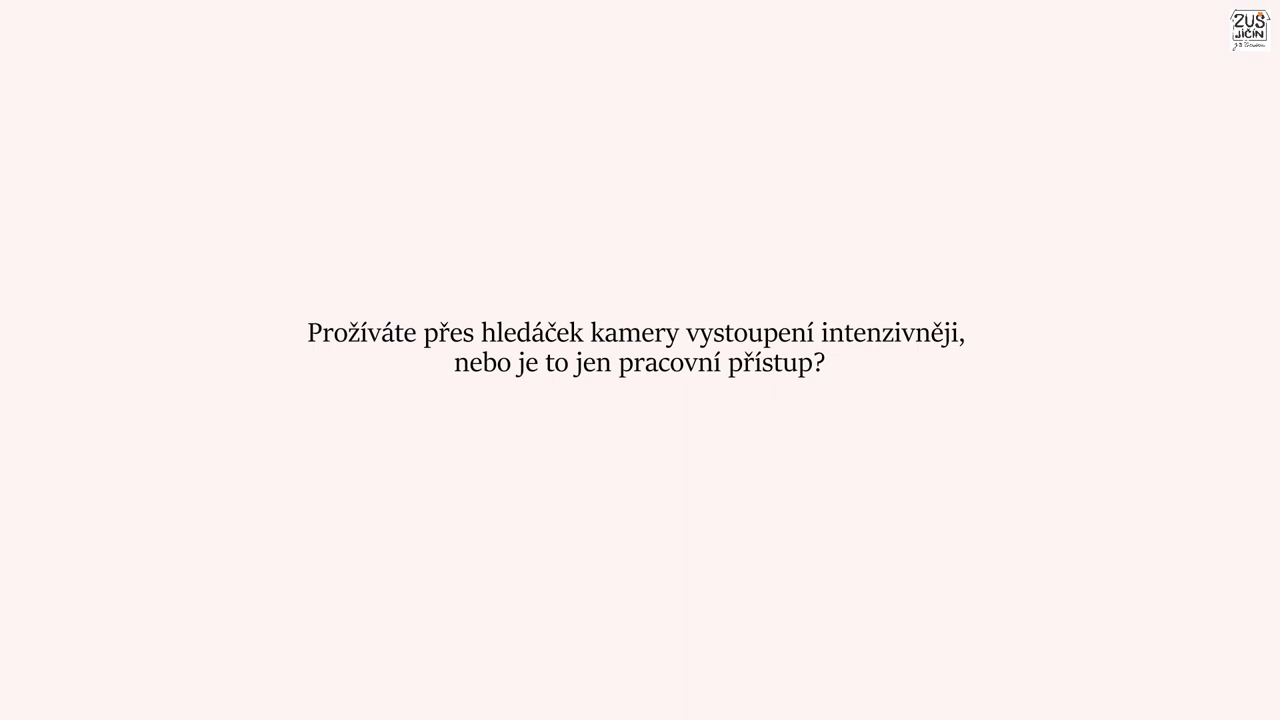 ZUŠ
JIČÍN
Prožíváte přes hledáček kamery vystoupení intenzivněji,
nebo je to jen pracovní přístup?